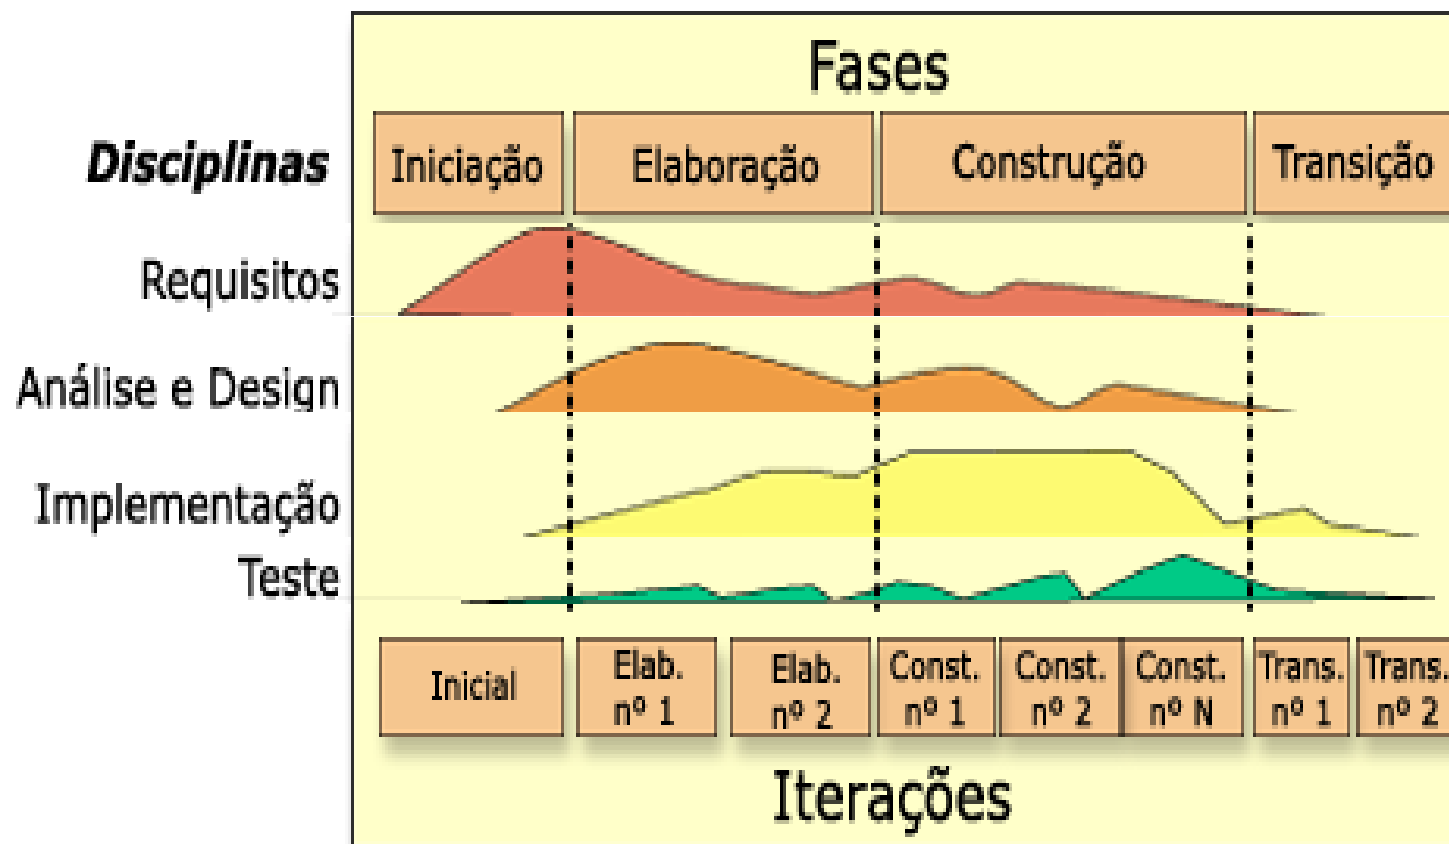 Fases
Disciplinas
Iniciação
Elaboração
Construção
Transição
Requisitos
Análise e Design
Implementação
Teste
Inicial
Elab.
nº 1
Elab.
nº 2
Const.
nº 1
Const.
nº 2
Const.
nº N
Trans.
nº 1
Trans.
nº 2
Iterações